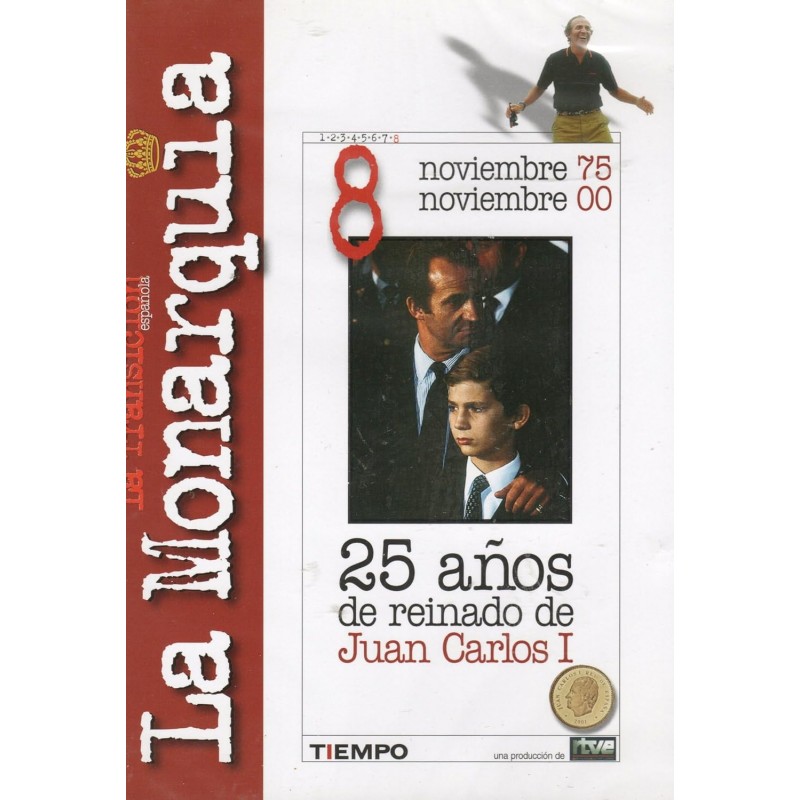 La Monarquía
La Transición
española
1·2·3·4·5·6·7·8
8
noviembre 75
noviembre 00
25 años
de reinado de
Juan Carlos I
TIEMPO
una producción de
rtve